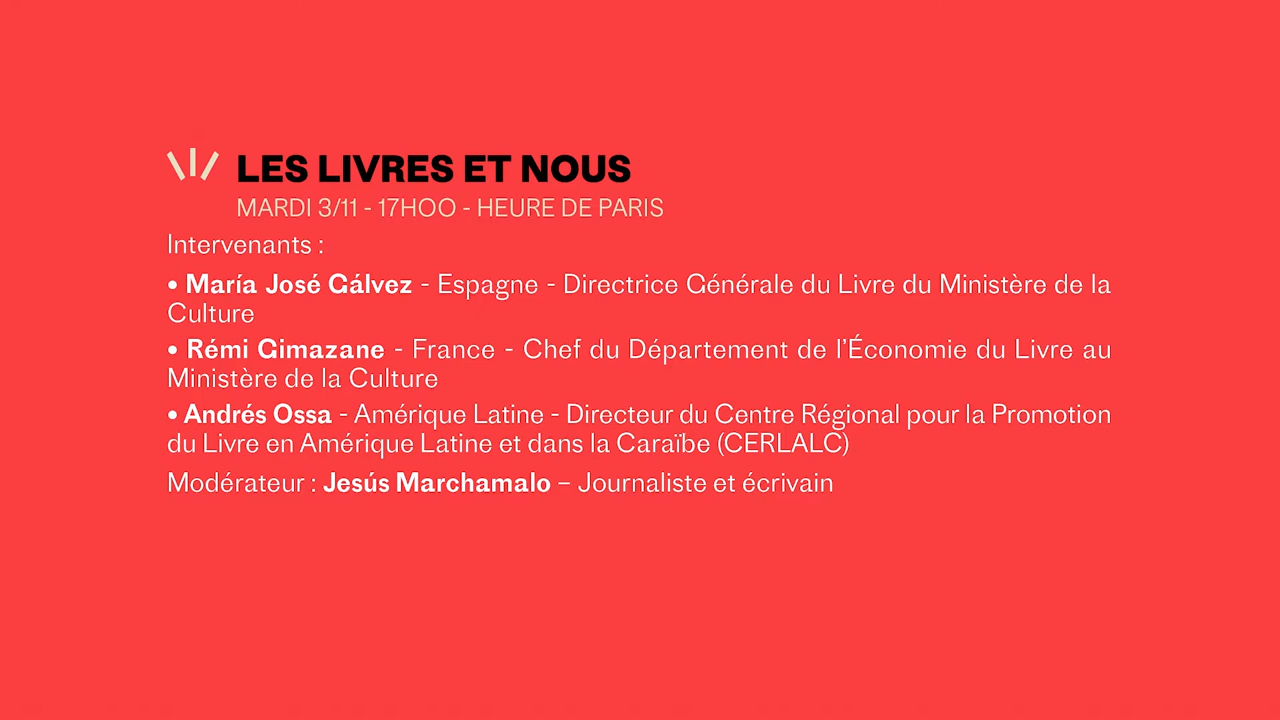 LES LIVRES ET NOUS
MARDI 3/11 - 17HOO - HEURE DE PARIS
Intervenants :
• María José Gálvez - Espagne - Directrice Générale du Livre du Ministère de la
Culture
• Rémi Gimazane - France - Chef du Département de l'Économie du Livre au
Ministère de la Culture
• Andrés Ossa - Amérique Latine - Directeur du Centre Régional pour la Promotion
du Livre en Amérique Latine et dans la Caraïbe (CERLALC)
Modérateur : Jesús Marchamalo – Journaliste et écrivain